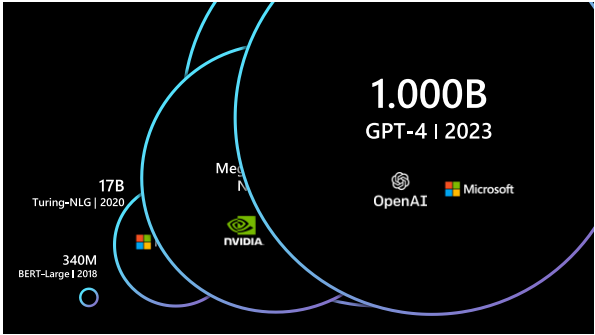 1.000B
GPT-4 | 2023
OpenAI
Microsoft
17B
Turing-NLG | 2020
NVIDIA
340M
BERT-Large | 2018